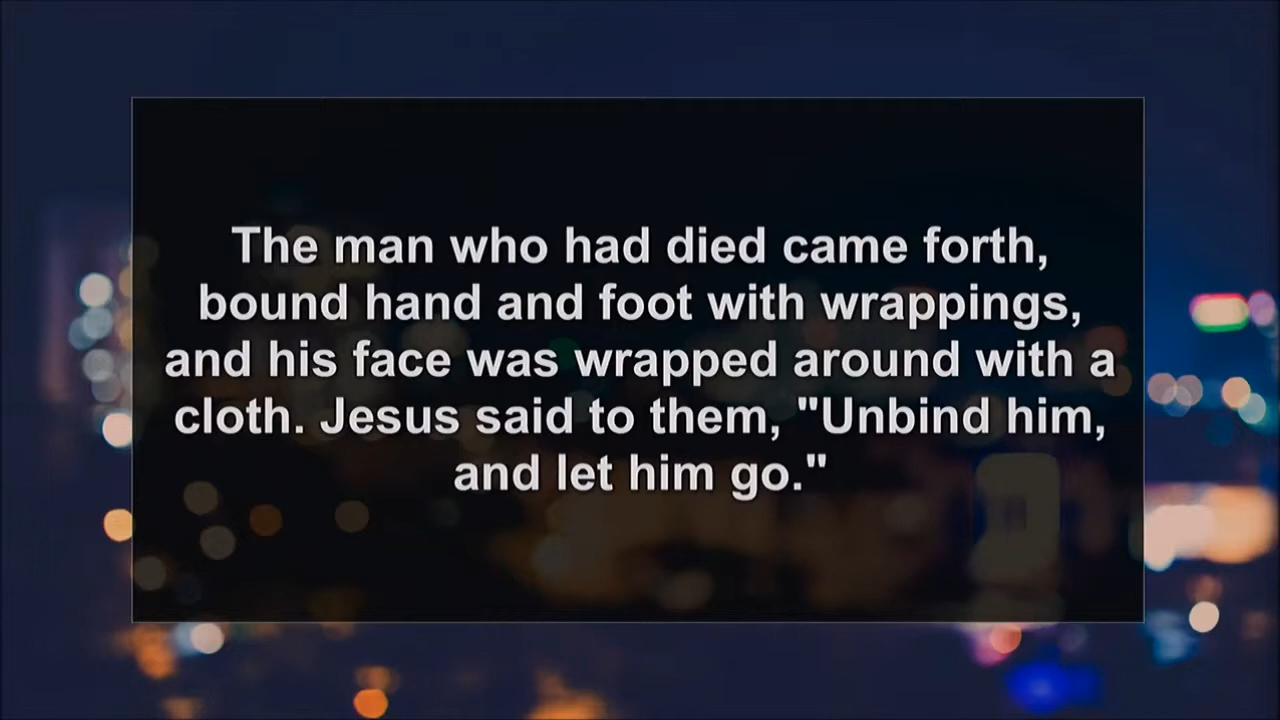 The man who had died came forth,
bound hand and foot with wrappings,
and his face was wrapped around with a
cloth. Jesus said to them, "Unbind him,
and let him go."